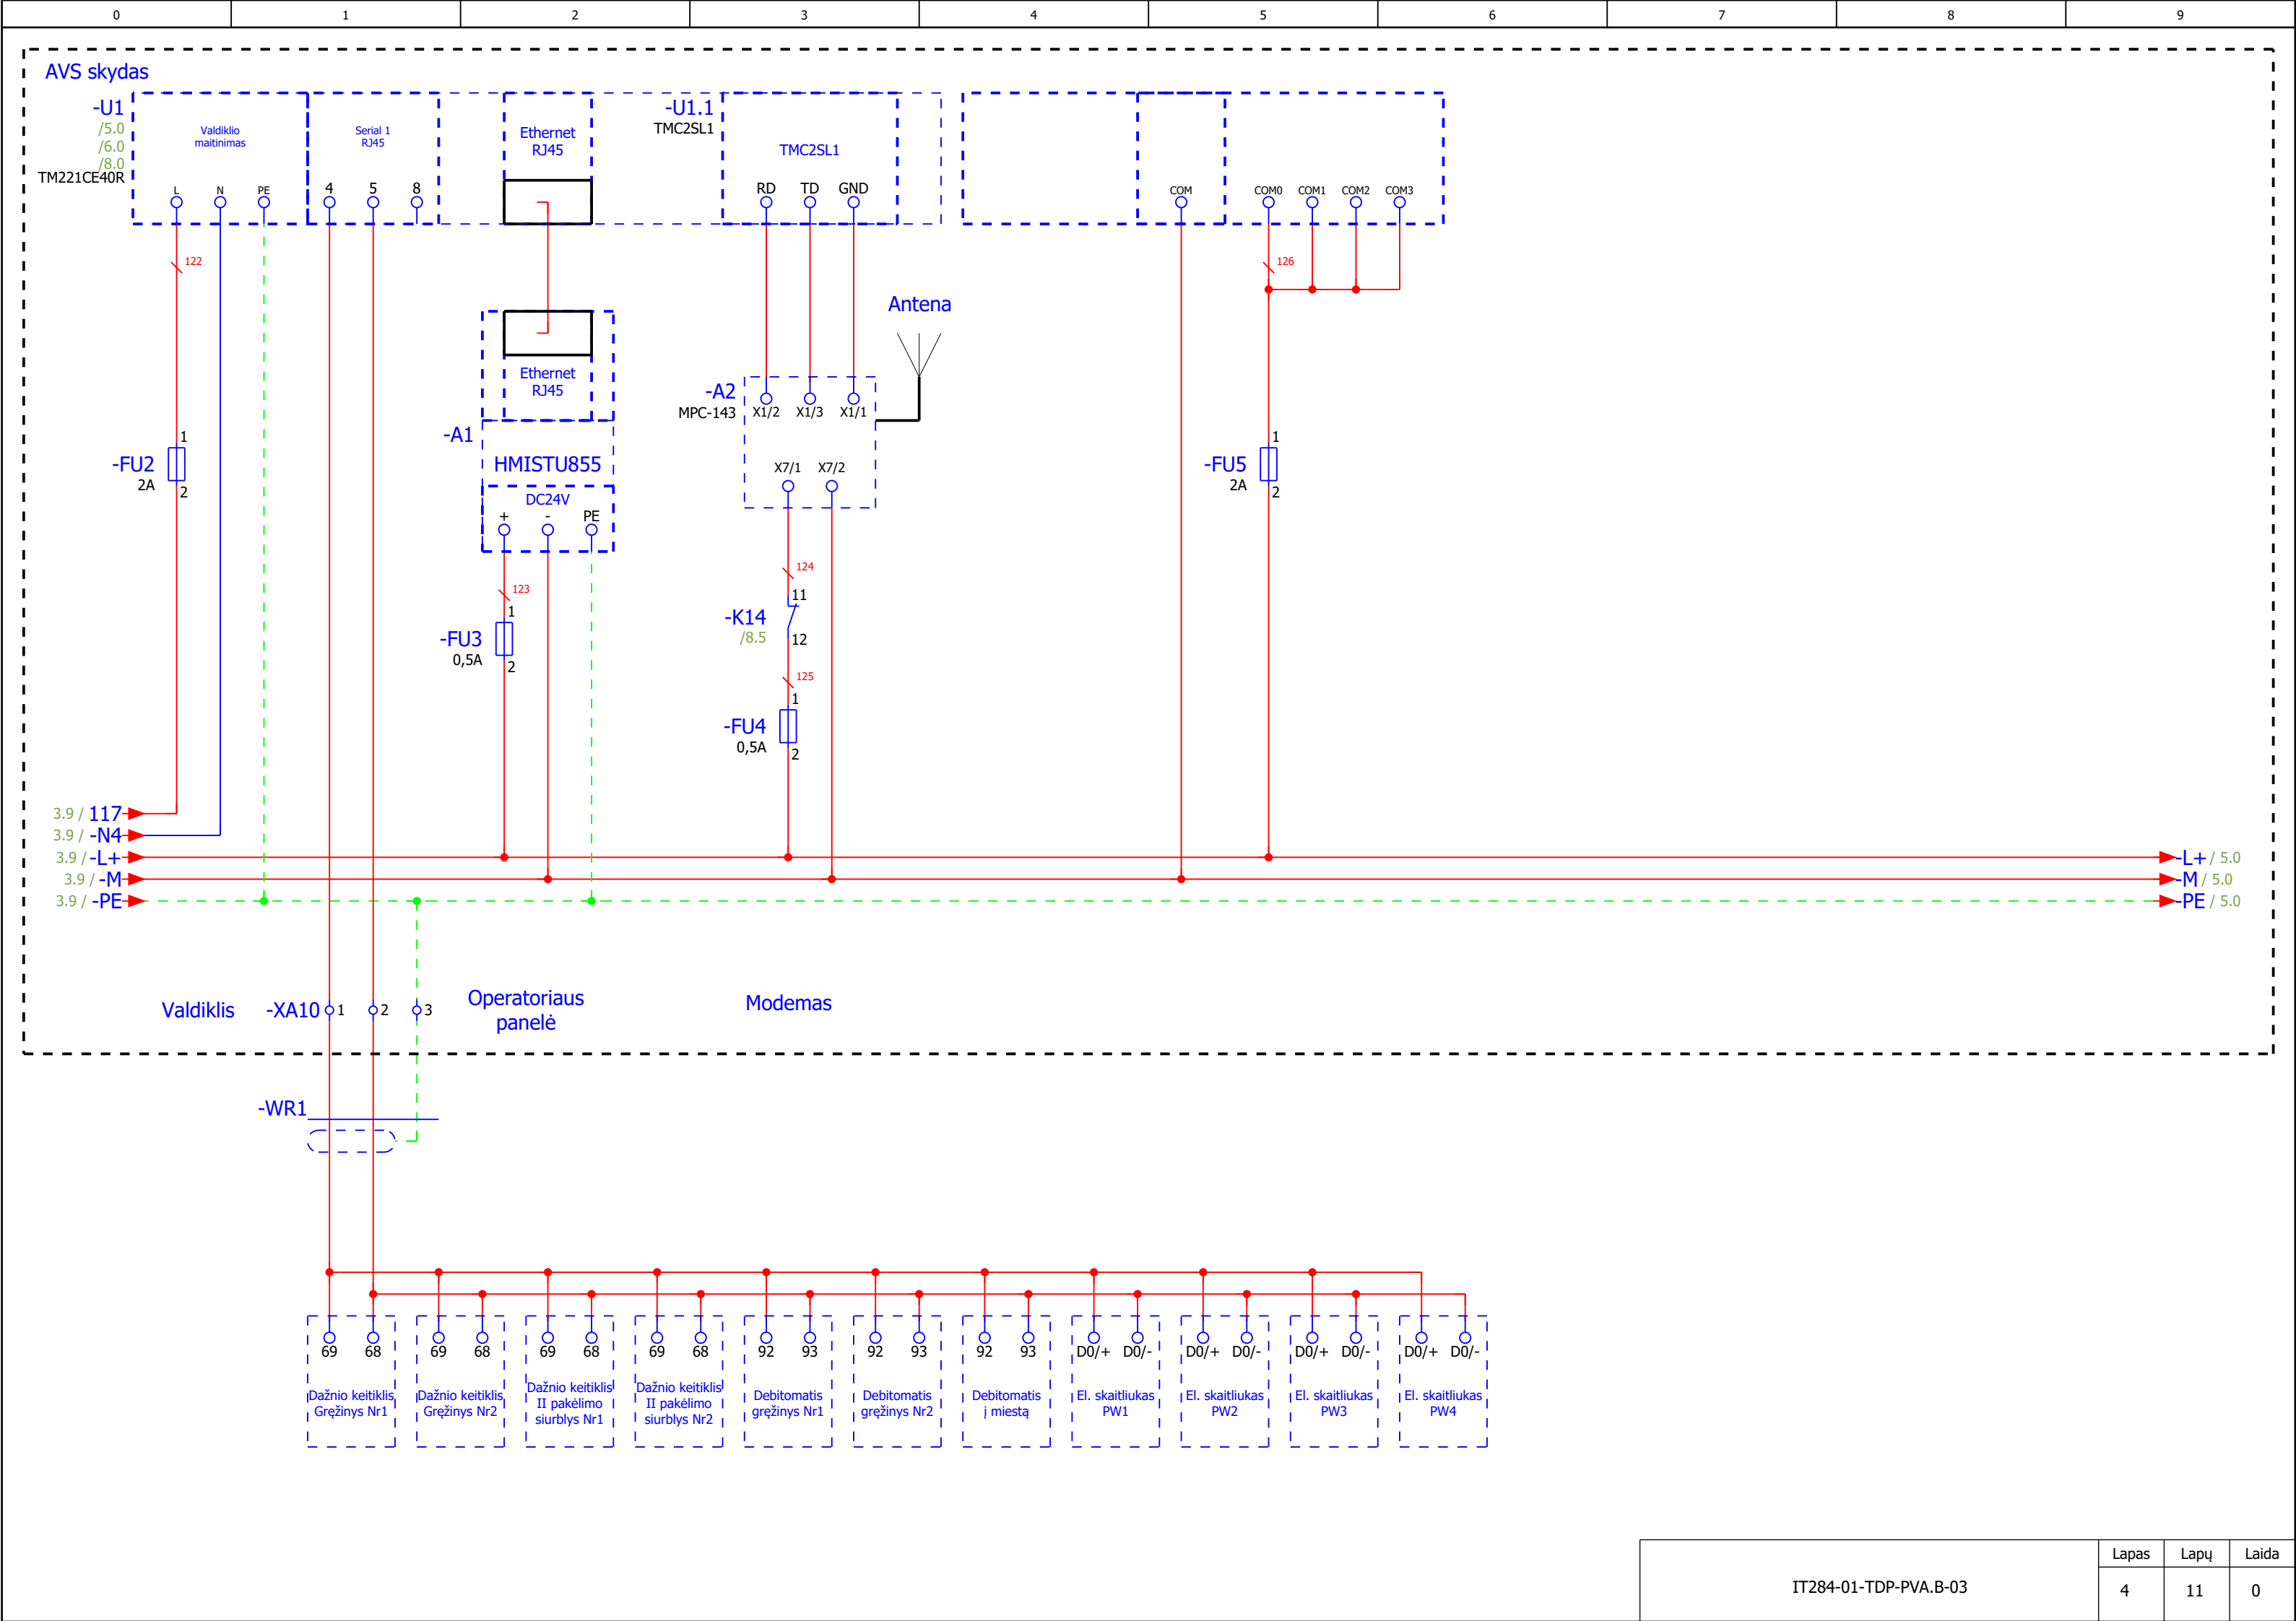 0 1 2 3 4 5 6 7 8 9
AVS skydas
-U1
/5.0
/6.0
/8.0
TM221CE40R
Valdiklio
maitinimas
L N PE
Serial 1
RJ45
4 5 8
Ethernet
RJ45
-U1.1
TMC2SL1
TMC2SL1
RD TD GND
COM
COM0 COM1 COM2 COM3
122
126
Antena
Ethernet
RJ45
-A1
HMISTU855
DC24V
+ - PE
-A2
MPC-143
X1/2 X1/3 X1/1
X7/1 X7/2
-FU2
2A
1
2
-FU5
2A
1
2
123
-FU3
0,5A
1
2
124
-K14
/8.5
11
12
125
-FU4
0,5A
1
2
3.9 / 117
3.9 / -N4
3.9 / -L+
3.9 / -M
3.9 / -PE
-L+ / 5.0
-M / 5.0
-PE / 5.0
Valdiklis
-XA10 1 2 3
Operatoriaus
panelė
Modemas
-WR1
69 68
Dažnio keitiklis
Gręžinys Nr1
69 68
Dažnio keitiklis
Gręžinys Nr2
69 68
Dažnio keitiklis
II pakėlimo
siurblys Nr1
69 68
Dažnio keitiklis
II pakėlimo
siurblys Nr2
92 93
Debitomatis
gręžinys Nr1
92 93
Debitomatis
gręžinys Nr2
92 93
Debitomatis
į miestą
D0/+ D0/-
El. skaitliukas
PW1
D0/+ D0/-
El. skaitliukas
PW2
D0/+ D0/-
El. skaitliukas
PW3
D0/+ D0/-
El. skaitliukas
PW4
IT284-01-TDP-PVA.B-03
Lapas Lapų Laida
4 11 0